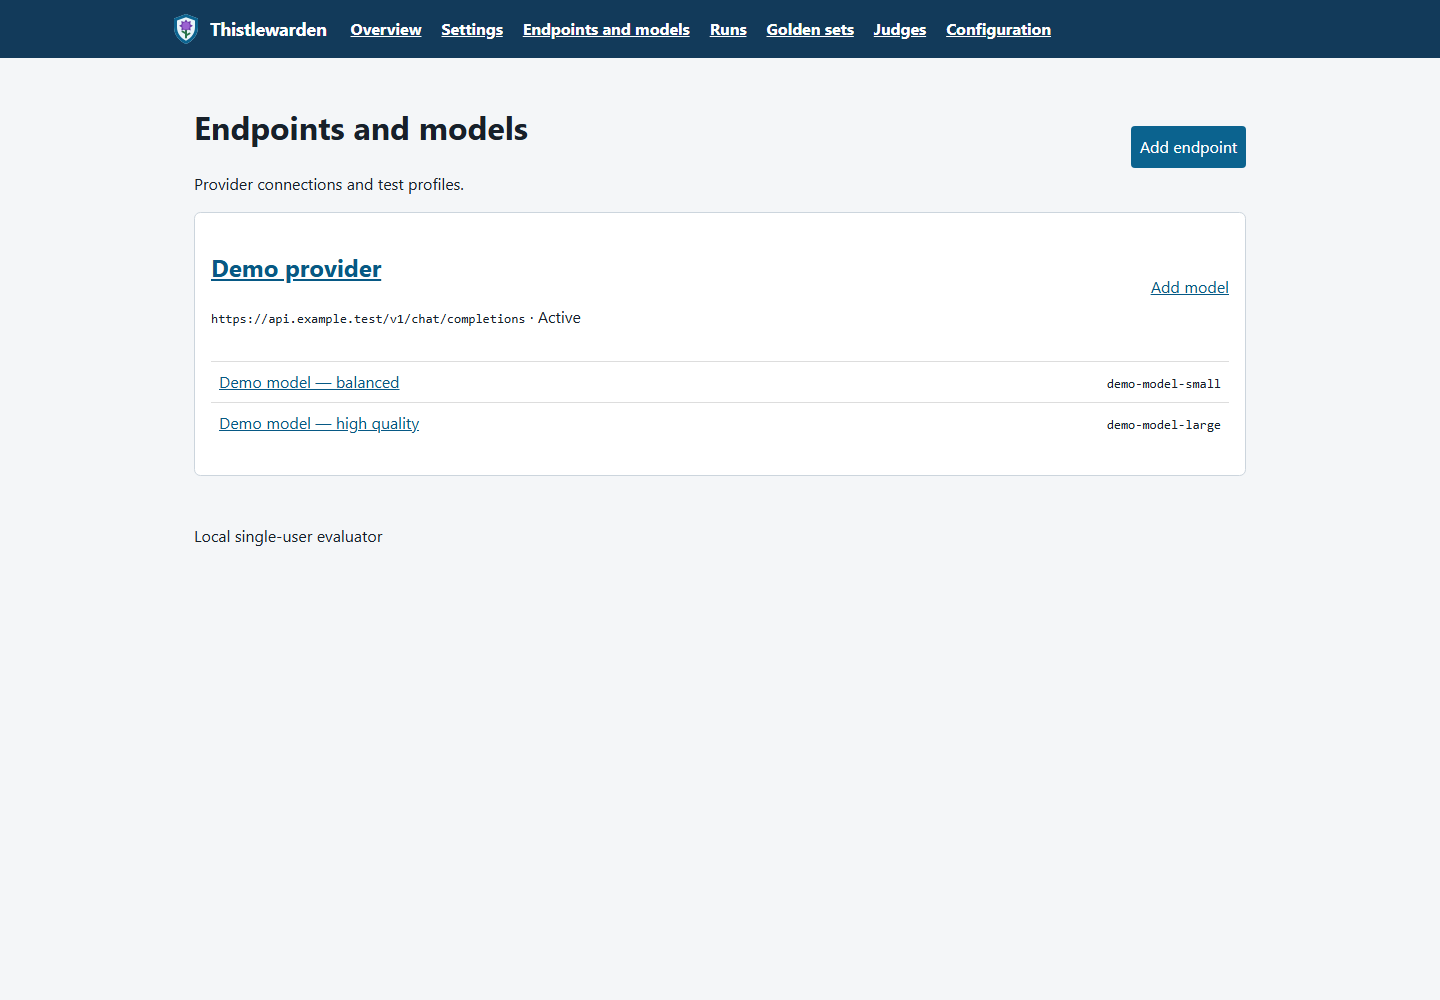 Thistlewarden Overview Settings Endpoints and models Runs Golden sets Judges Configuration
Endpoints and models
Add endpoint
Provider connections and test profiles.
Demo provider
Add model
https://api.example.test/v1/chat/completions · Active
Demo model — balanced demo-model-small
Demo model — high quality demo-model-large
Local single-user evaluator